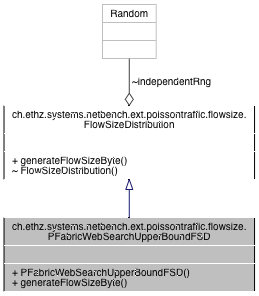 Random
~independentRng
ch.ethz.systems.netbench.ext.poissontraffic.flowsize.
FlowSizeDistribution
+ generateFlowSizeByte()
~ FlowSizeDistribution()
ch.ethz.systems.netbench.ext.poissontraffic.flowsize.
PFabricWebSearchUpperBoundFSD
+ PFabricWebSearchUpperBoundFSD()
+ generateFlowSizeByte()